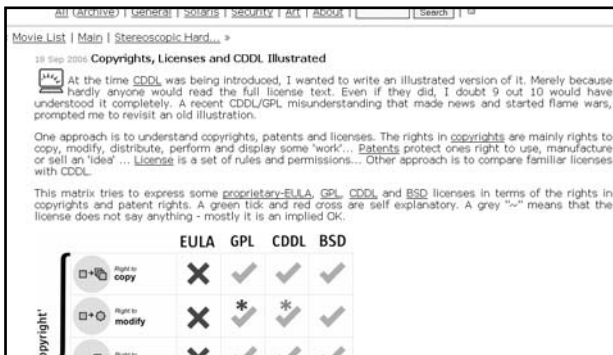 All (Archive) | General | Solaris | Security | Art | About | Search |
Movie List | Main | Stereoscopic Hard... »
18 Sep 2006 Copyrights, Licenses and CDDL Illustrated
At the time CDDL was being introduced, I wanted to write an illustrated version of it. Merely because
hardly anyone would read the full license text. Even if they did, I doubt 9 out 10 would have
understood it completely. A recent CDDL/GPL misunderstanding that made news and started flame wars,
prompted me to revisit an old illustration.
One approach is to understand copyrights, patents and licenses. The rights in copyrights are mainly rights to
copy, modify, distribute, perform and display some 'work'... Patents protect ones right to use, manufacture
or sell an 'idea' ... License is a set of rules and permissions... Other approach is to compare familiar licenses
with CDDL.
This matrix tries to express some proprietary-EULA, GPL, CDDL and BSD licenses in terms of the rights in
copyrights and patent rights. A green tick and red cross are self explanatory. A grey "~" means that the
license does not say anything - mostly it is an implied OK.
EULA GPL CDDL BSD
Right to
copy
Right to
modify
Right to